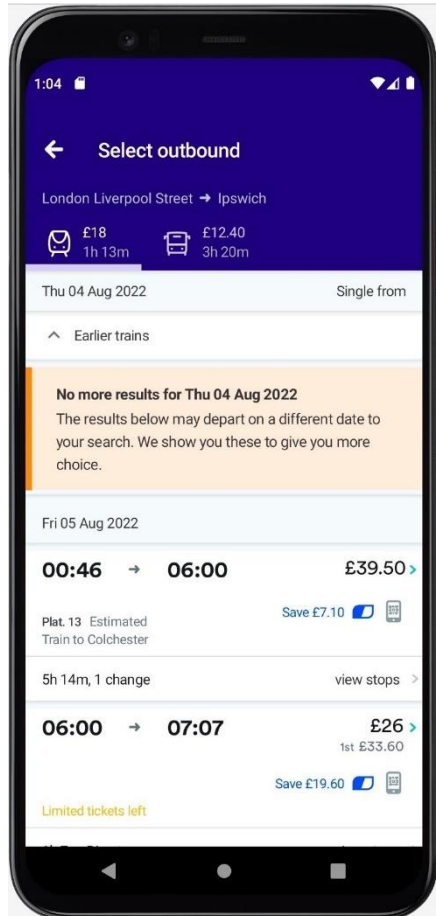 1:04
Select outbound
London Liverpool Street → Ipswich
£18
1h 13m
£12.40
3h 20m
Thu 04 Aug 2022 Single from
Earlier trains
No more results for Thu 04 Aug 2022
The results below may depart on a different date to
your search. We show you these to give you more
choice.
Fri 05 Aug 2022
00:46 → 06:00 £39.50
Save £7.10
Plat. 13 Estimated
Train to Colchester
5h 14m, 1 change view stops
06:00 → 07:07 £26
1st £33.60
Save £19.60
Limited tickets left